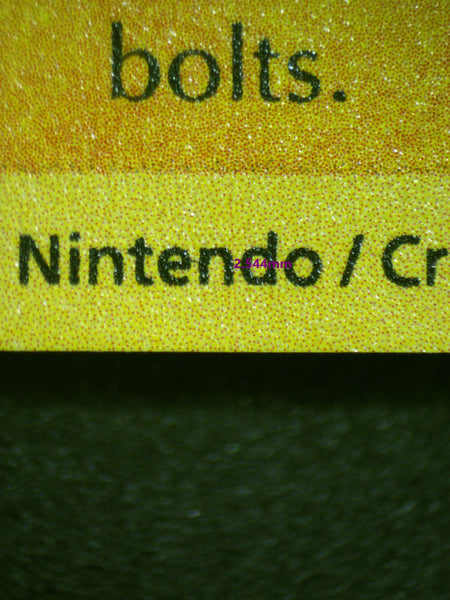 bolts.
Nintendo / Cr
2.544mm